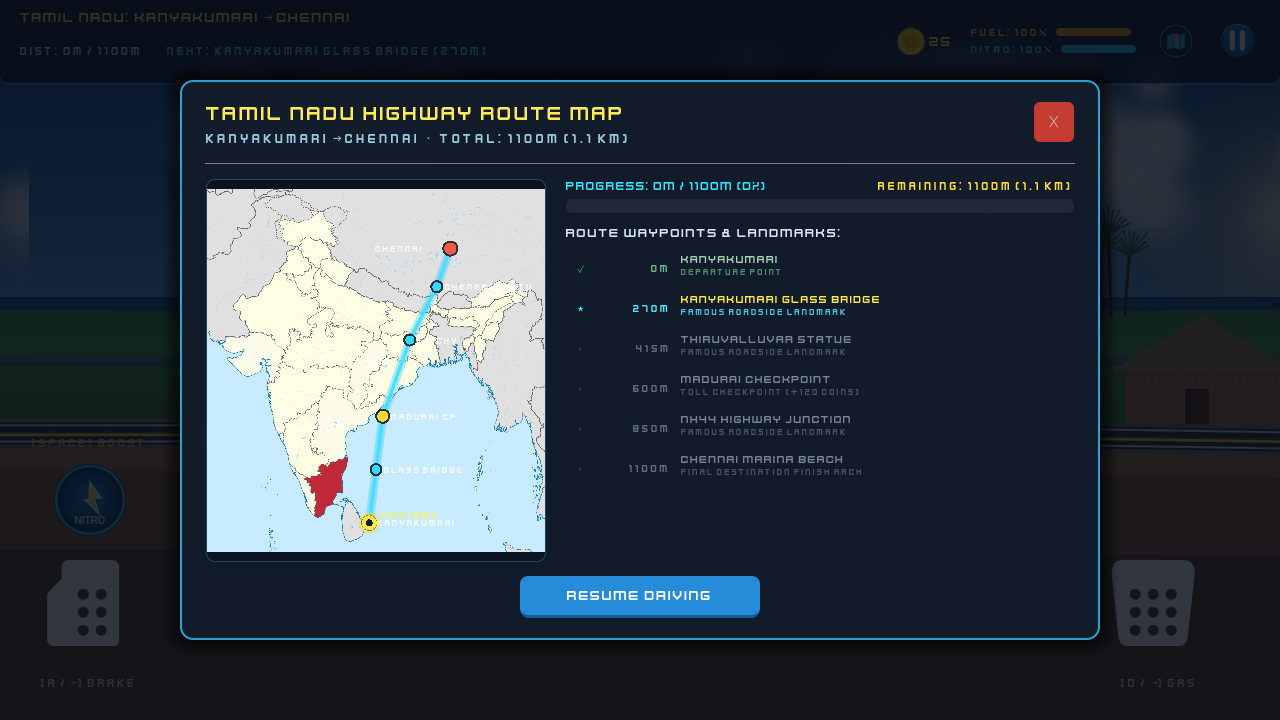 TAMIL NADU: KANYAKUMARI → CHENNAI
DIST: 0M / 1100M
NEXT: KANYAKUMARI GLASS BRIDGE (270M)
25
FUEL: 100%
NITRO: 100%
TAMIL NADU HIGHWAY ROUTE MAP
KANYAKUMARI → CHENNAI · TOTAL: 1100M (1.1 KM)
X
PROGRESS: 0M / 1100M (0%)
REMAINING: 1100M (1.1 KM)
ROUTE WAYPOINTS & LANDMARKS:
✓ 0M KANYAKUMARI
DEPARTURE POINT
★ 270M KANYAKUMARI GLASS BRIDGE
FAMOUS ROADSIDE LANDMARK
· 415M THIRUVALLUVAR STATUE
FAMOUS ROADSIDE LANDMARK
· 600M MADURAI CHECKPOINT
TOLL CHECKPOINT (+120 COINS)
· 850M NH44 HIGHWAY JUNCTION
FAMOUS ROADSIDE LANDMARK
· 1100M CHENNAI MARINA BEACH
FINAL DESTINATION FINISH ARCH
CHENNAI
MADURAI CP
GLASS BRIDGE
KANYAKUMARI
RESUME DRIVING
[SPACE] BOOST
NITRO
[A / ←] BRAKE
[D / →] GAS